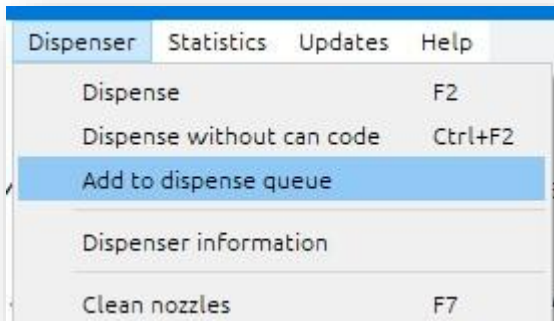 Dispenser Statistics Updates Help
Dispense F2
Dispense without can code Ctrl+F2
Add to dispense queue
Dispenser information
Clean nozzles F7